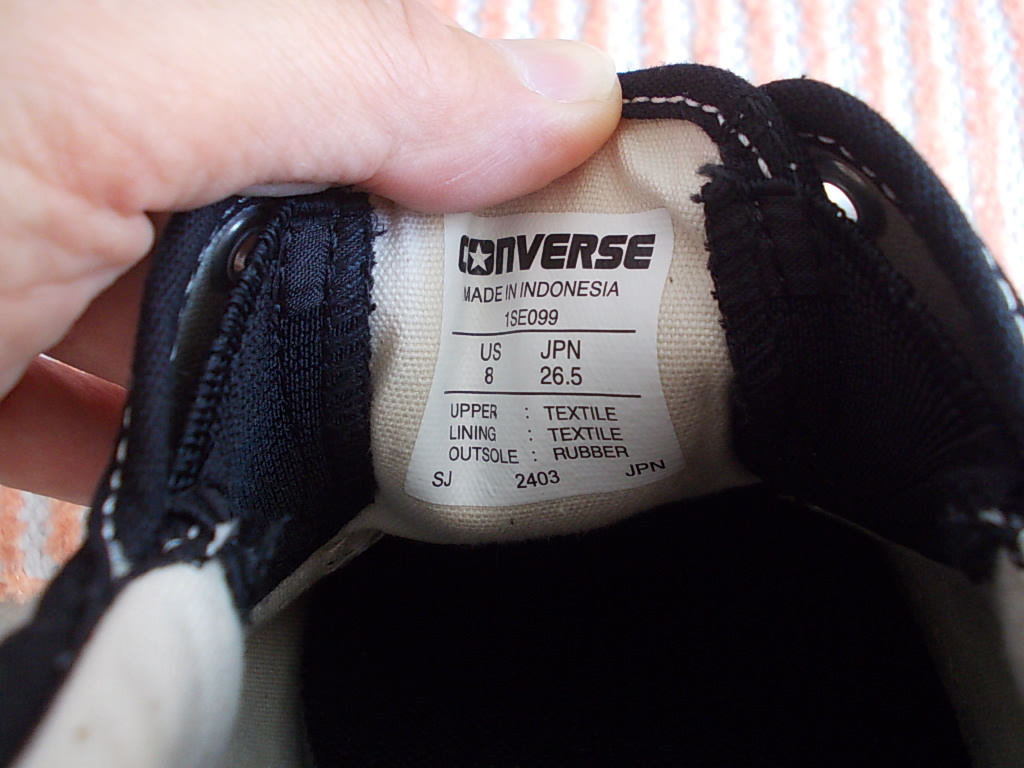 CONVERSE
MADE IN INDONESIA
1SE099
US JPN
8 26.5
UPPER : TEXTILE
LINING : TEXTILE
OUTSOLE : RUBBER
SJ 2403 JPN